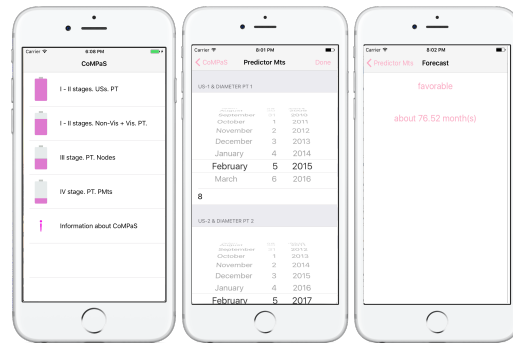 Carrier 6:08 PM
CoMPaS
I - II stages. USs. PT
I - II stages. Non-Vis + Vis. PT.
III stage. PT. Nodes
IV stage. PT. PMts
Information about CoMPaS
Carrier 8:01 PM
CoMPaS Predictor Mts Done
US-1 & DIAMETER PT 1
September
October 1 2011
November 2 2012
December 3 2013
January 4 2014
February 5 2015
March 6 2016
8
US-2 & DIAMETER PT 2
September 2012
October 1 2013
November 2 2014
December 3 2015
January 4 2016
February 5 2017
Carrier 8:02 PM
Predictor Mts Forecast
favorable
about 76.52 month(s)